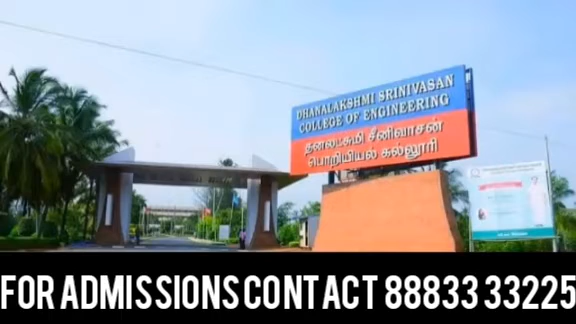 DHANALAKSHMI SRINIVASAN
COLLEGE OF ENGINEERING
தனலட்சுமி சீனிவாசன்
பொறியியல் கல்லூரி
FOR ADMISSIONS CONTACT 88833 33225